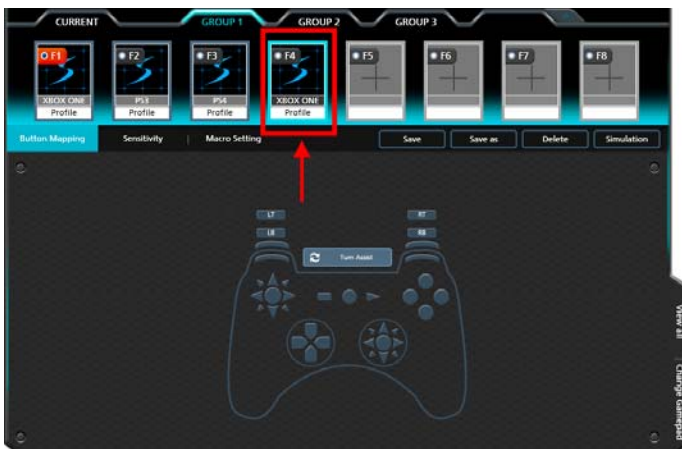 CURRENT GROUP 1 GROUP 2 GROUP 3
F1 F2 F3 F4 F5 F6 F7 F8
XBOX ONE PS3 PS4 XBOX ONE
Profile Profile Profile Profile
Button Mapping Sensitivity Macro Setting Save Save as Delete Simulation
LT RT
LB RB
Turn Assist
View all
Change Gamepad